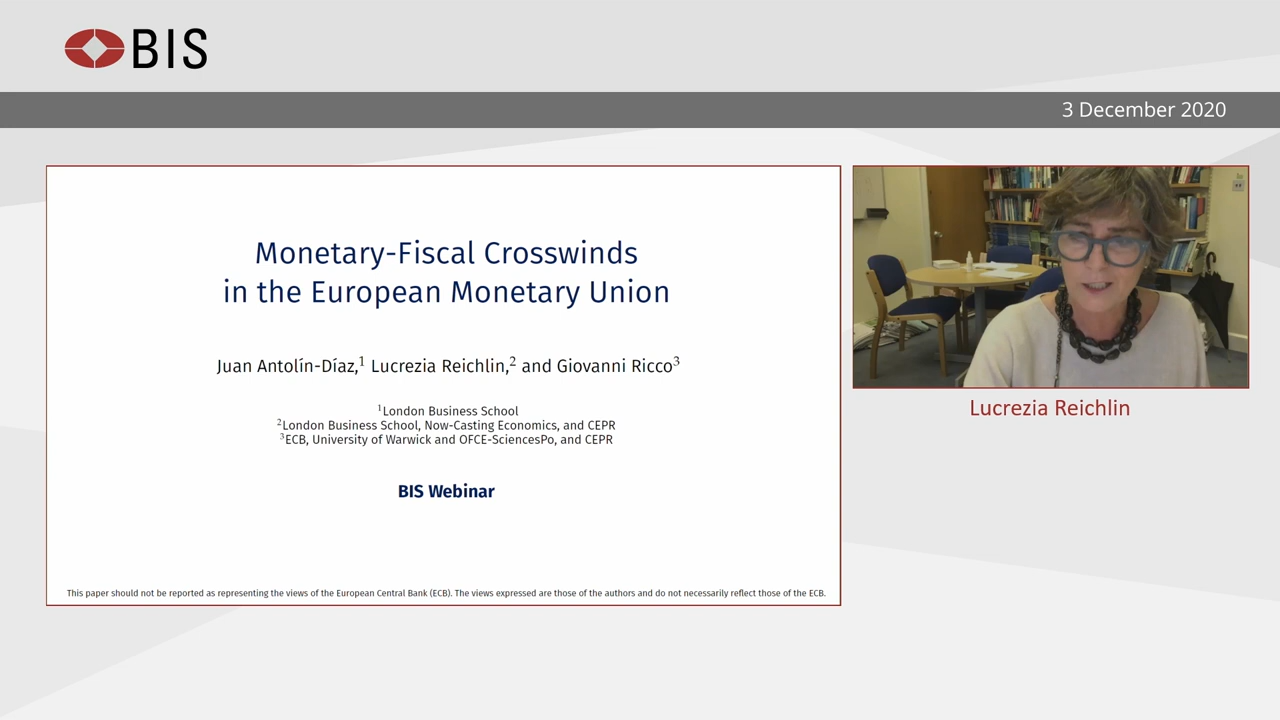 BIS
3 December 2020
Monetary-Fiscal Crosswinds
in the European Monetary Union
Juan Antolín-Díaz,1 Lucrezia Reichlin,2 and Giovanni Ricco3
1London Business School
2London Business School, Now-Casting Economics, and CEPR
3ECB, University of Warwick and OFCE-SciencesPo, and CEPR
BIS Webinar
This paper should not be reported as representing the views of the European Central Bank (ECB). The views expressed are those of the authors and do not necessarily reflect those of the ECB.
Lucrezia Reichlin